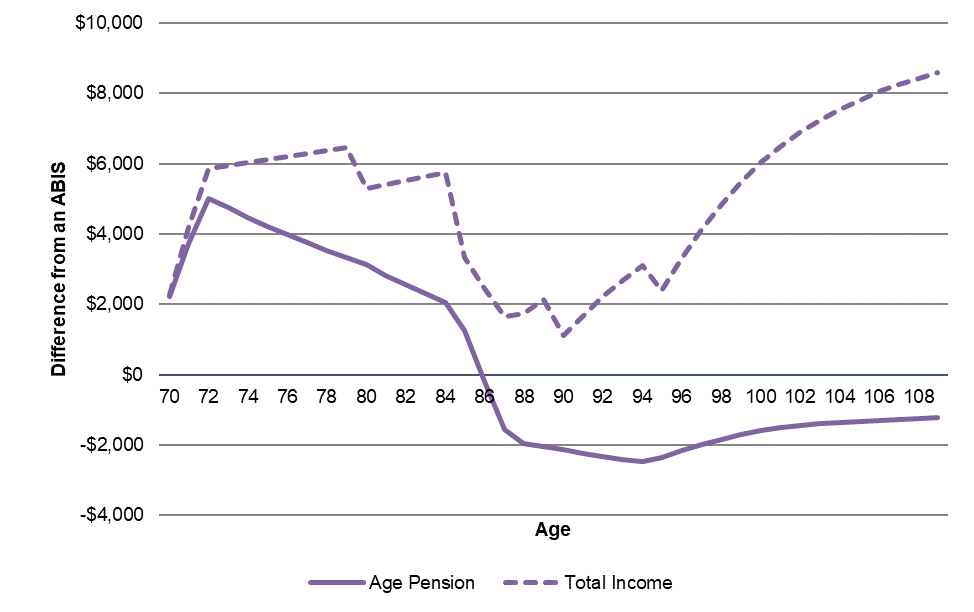 $10,000
$8,000
$6,000
$4,000
$2,000
$0
-$2,000
-$4,000
Difference from an ABIS
70 72 74 76 78 80 82 84 86 88 90 92 94 96 98 100 102 104 106 108
Age
Age Pension Total Income